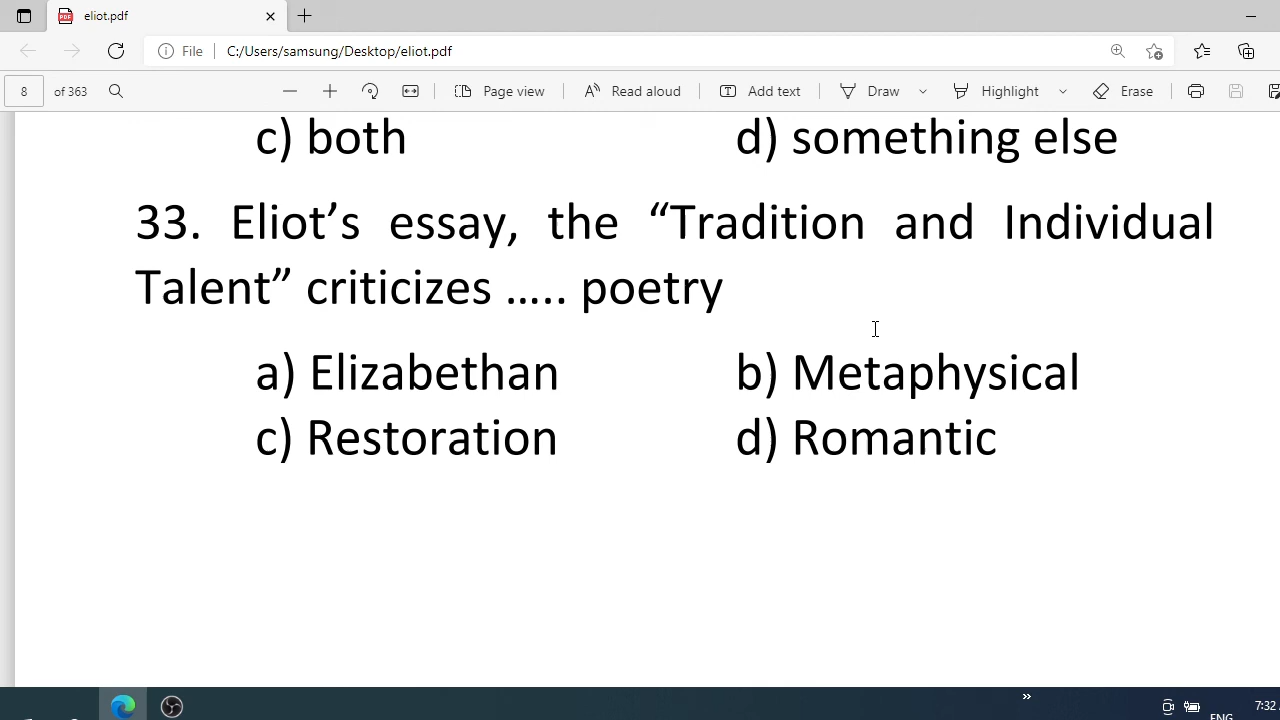 eliot.pdf
File C:/Users/samsung/Desktop/eliot.pdf
8 of 363 Page view Read aloud Add text Draw Highlight Erase
c) both d) something else
33. Eliot’s essay, the “Tradition and Individual
Talent” criticizes ..... poetry
a) Elizabethan b) Metaphysical
c) Restoration d) Romantic
ENG 7:32